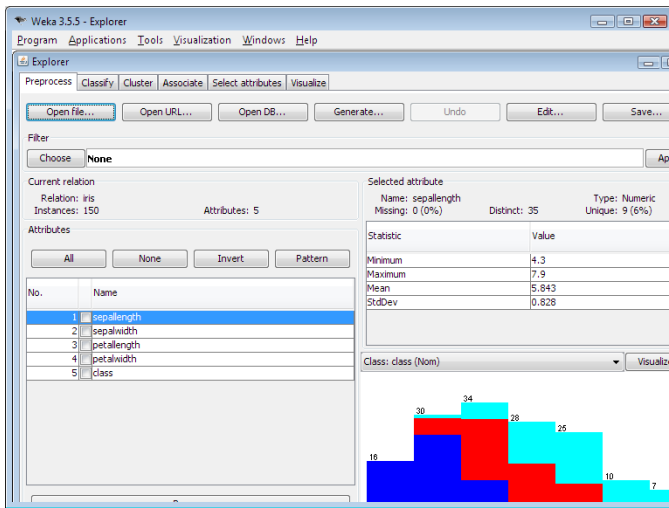 Weka 3.5.5 - Explorer
Program Applications Tools Visualization Windows Help
Explorer
Preprocess Classify Cluster Associate Select attributes Visualize
Open file... Open URL... Open DB... Generate... Undo Edit... Save...
Filter
Choose None
Current relation
Relation: iris
Instances: 150 Attributes: 5
Selected attribute
Name: sepallength Type: Numeric
Missing: 0 (0%) Distinct: 35 Unique: 9 (6%)
Attributes
All None Invert Pattern
No. Name
1 sepallength
2 sepalwidth
3 petallength
4 petalwidth
5 class
Statistic Value
Minimum 4.3
Maximum 7.9
Mean 5.843
StdDev 0.828
Class: class (Nom) Visualiz
16 30 34 28 25 10 7